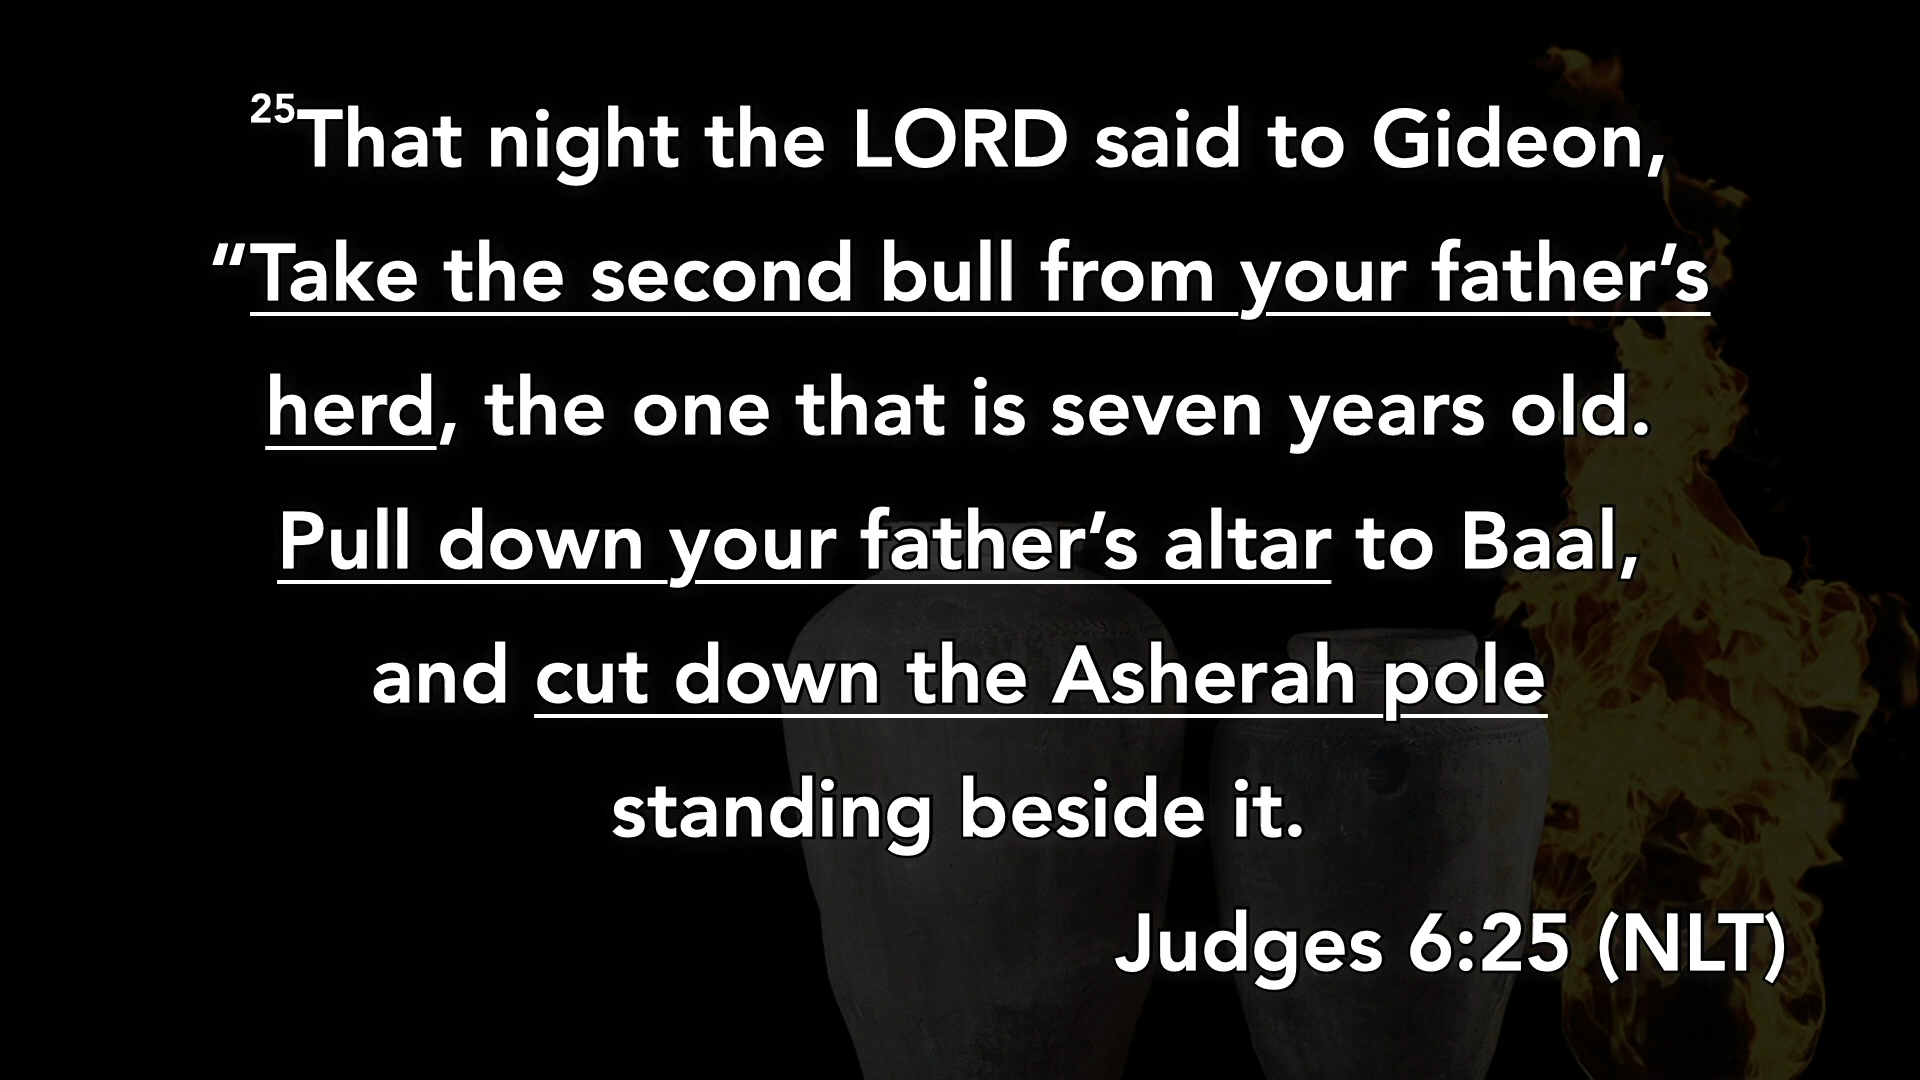 25That night the LORD said to Gideon,
“Take the second bull from your father’s
herd, the one that is seven years old.
Pull down your father’s altar to Baal,
and cut down the Asherah pole
standing beside it.
Judges 6:25 (NLT)